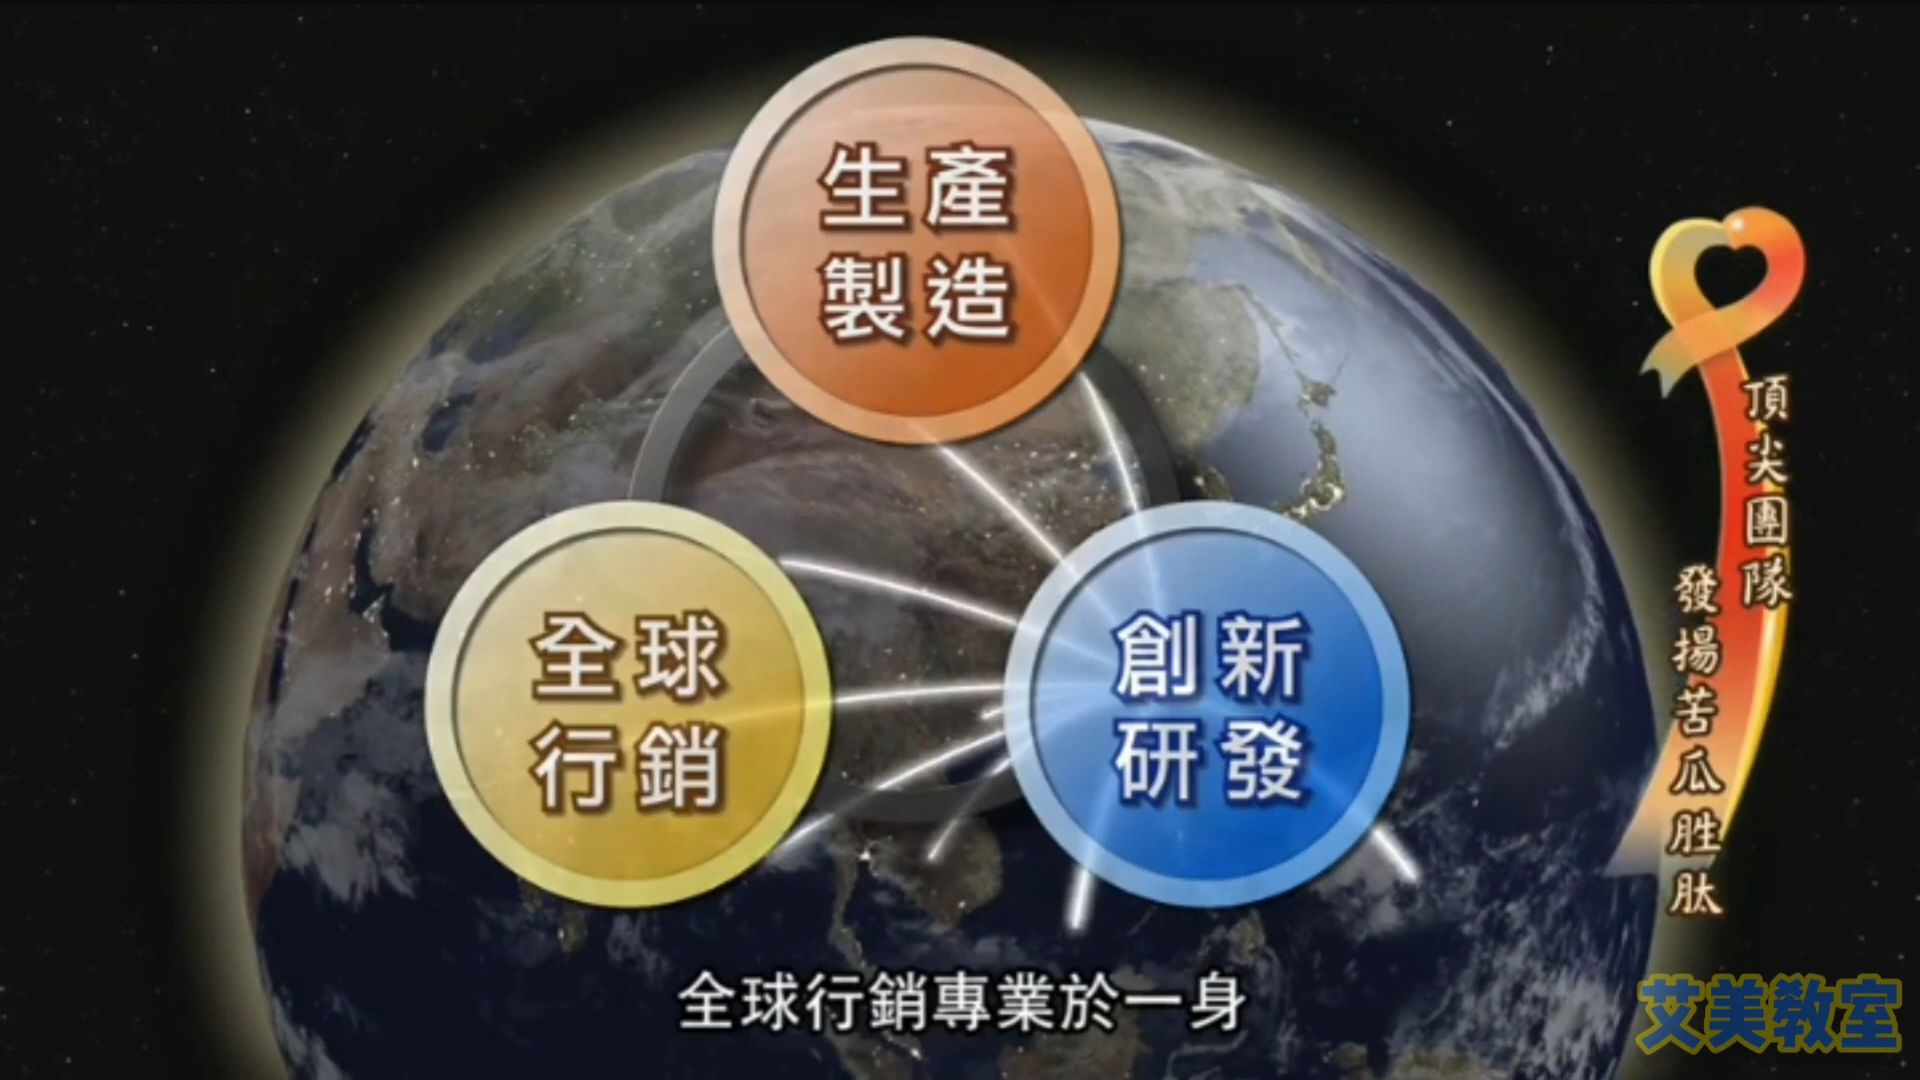 生產
製造
全球
行銷
創新
研發
頂尖團隊
發揚苦瓜胜肽
全球行銷專業於一身
艾美教室